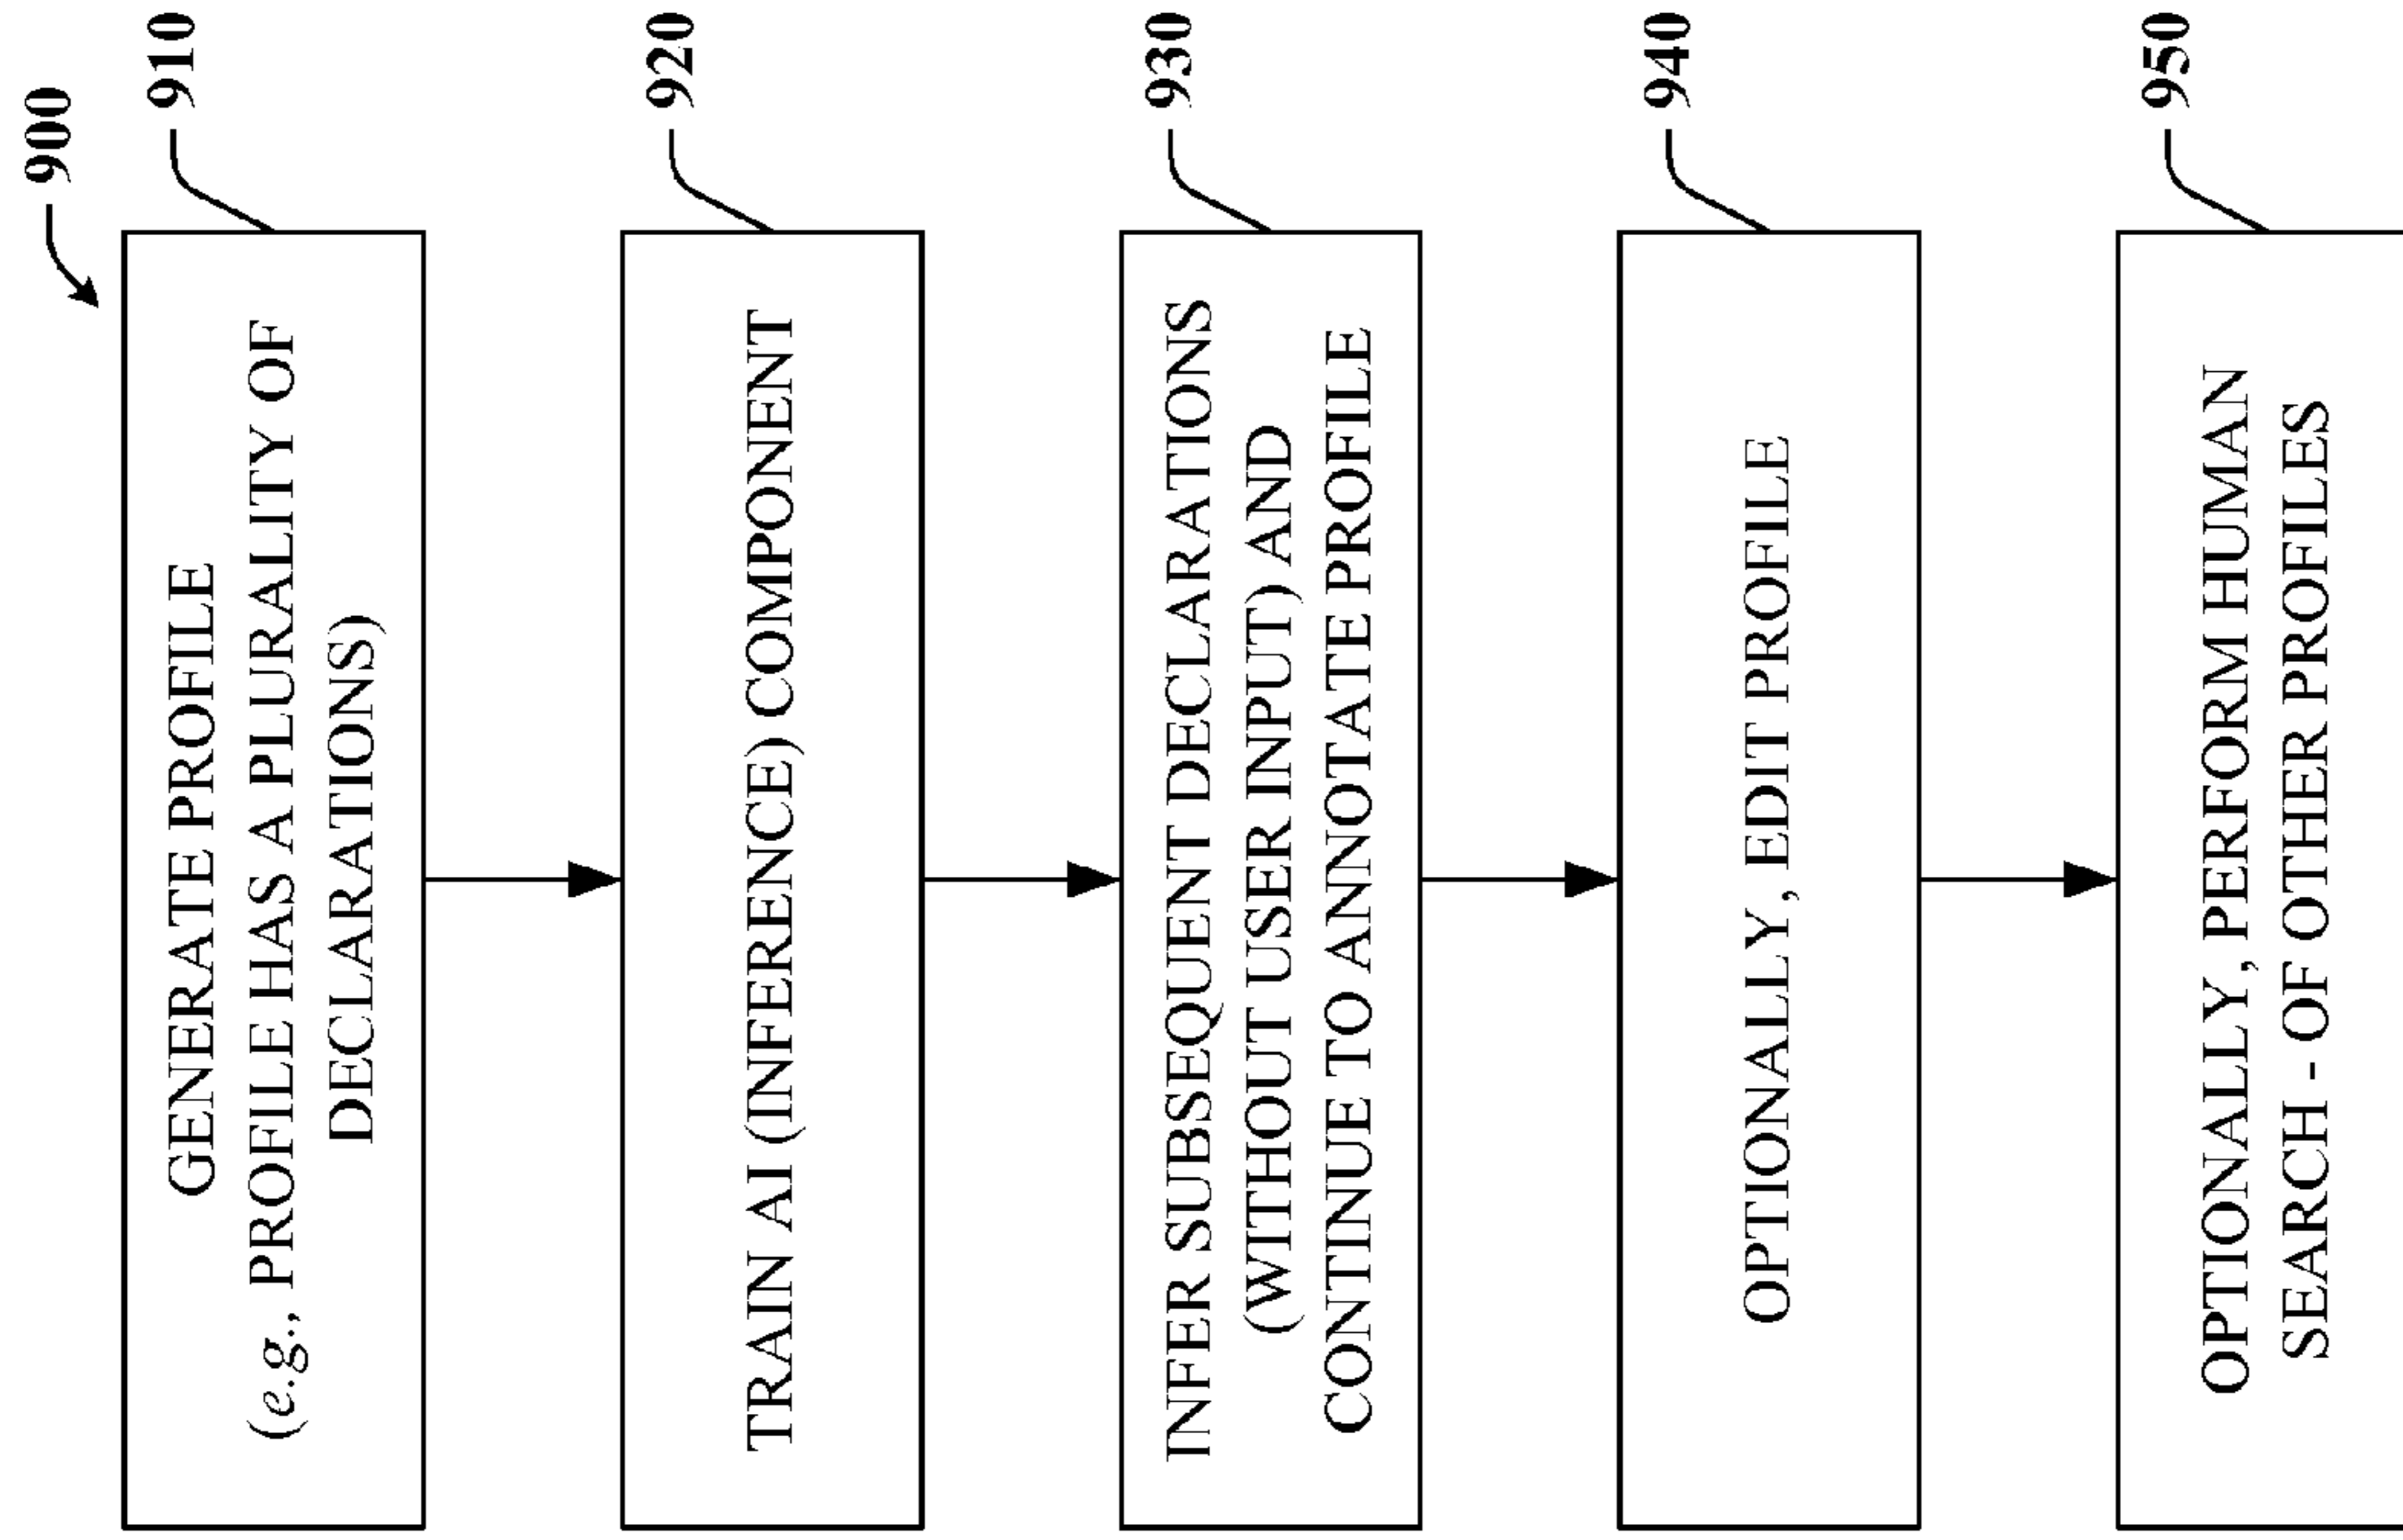 900
GENERATE PROFILE
(e.g., PROFILE HAS A PLURALITY OF
DECLARATIONS)
910
TRAIN AI (INFERENCE) COMPONENT
920
INFER SUBSEQUENT DECLARATIONS
(WITHOUT USER INPUT) AND
CONTINUE TO ANNOTATE PROFILE
930
OPTIONALLY, EDIT PROFILE
940
OPTIONALLY, PERFORM HUMAN
SEARCH - OF OTHER PROFILES
950